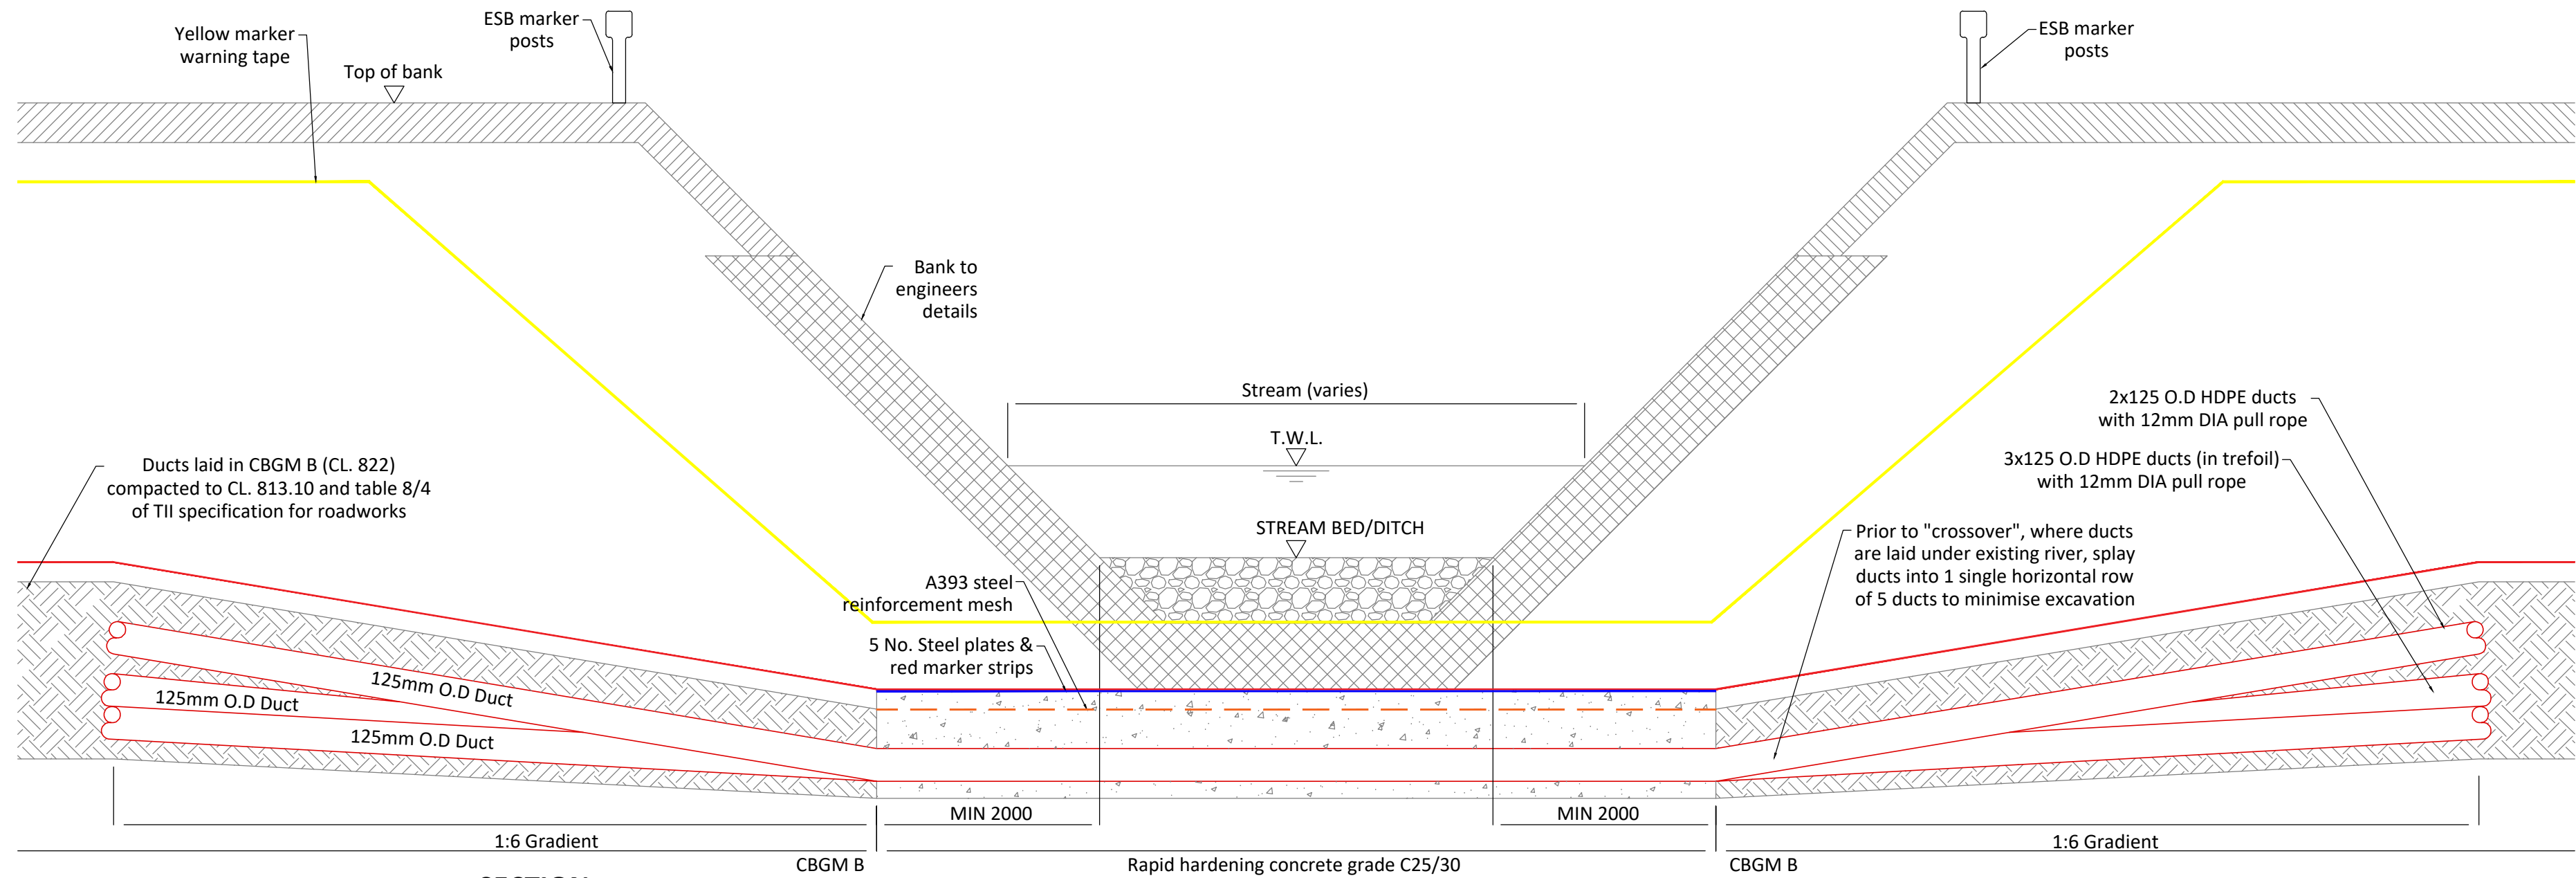 ESB marker
posts
ESB marker
posts
Yellow marker
warning tape
Top of bank
Bank to
engineers
details
Stream (varies)
T.W.L.
2x125 O.D HDPE ducts
with 12mm DIA pull rope
Ducts laid in CBGM B (CL. 822)
compacted to CL. 813.10 and table 8/4
of TII specification for roadworks
3x125 O.D HDPE ducts (in trefoil)
with 12mm DIA pull rope
STREAM BED/DITCH
Prior to "crossover", where ducts
are laid under existing river, splay
ducts into 1 single horizontal row
of 5 ducts to minimise excavation
A393 steel
reinforcement mesh
5 No. Steel plates &
red marker strips
125mm O.D Duct
125mm O.D Duct
125mm O.D Duct
MIN 2000
MIN 2000
1:6 Gradient
1:6 Gradient
CBGM B
Rapid hardening concrete grade C25/30
CBGM B
SECTION